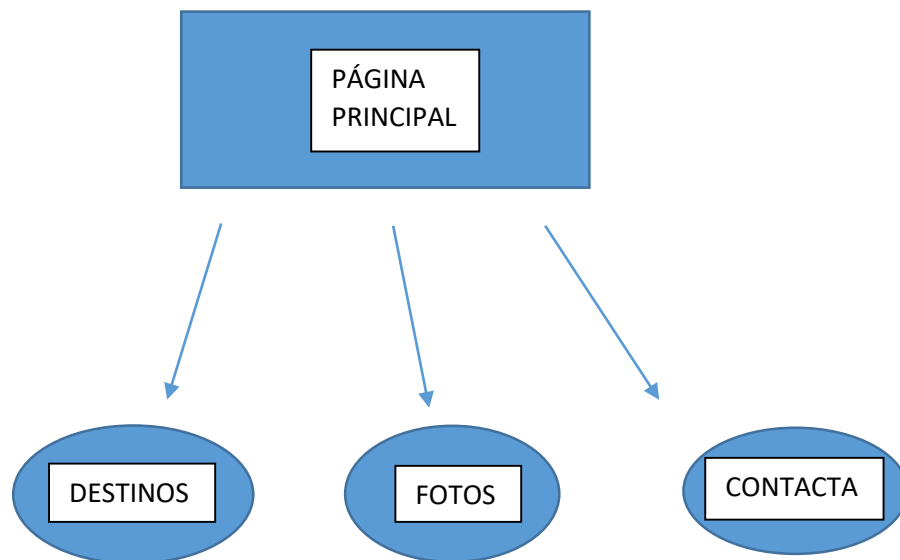 PÁGINA
PRINCIPAL
DESTINOS
FOTOS
CONTACTA